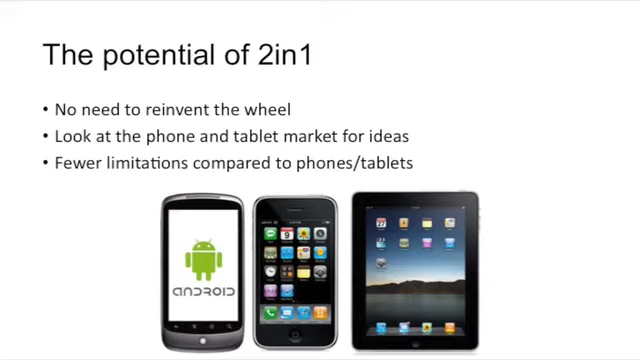 The potential of 2in1
• No need to reinvent the wheel
• Look at the phone and tablet market for ideas
• Fewer limitations compared to phones/tablets
ANDROID